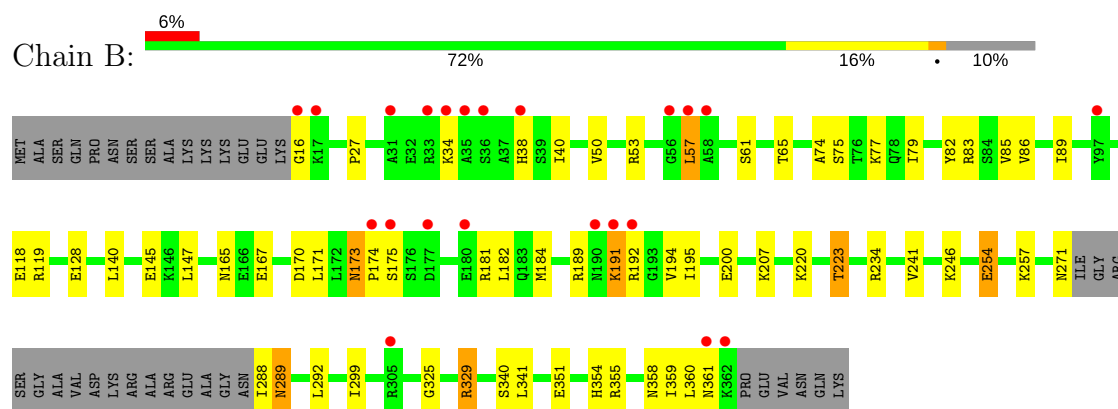 6%
Chain B:
72% 16% • 10%
MET ALA SER GLN PRO ASN SER SER ALA LYS LYS LYS GLU GLU LYS G16 K17 P27 A31 E32 R33 K34 A35 S36 A37 H38 S39 I40 V50 R53 G56 L57 A58 S61 T65 A74 S75 T76 K77 Q78 I79 Y82 R83 S84 V85 V86 I89 Y97
E118 R119 E128 L140 E145 K146 L147 N165 E166 E167 D170 L171 L172 N173 P174 S175 S176 D177 E180 R181 L182 Q183 M184 R189 N190 K191 R192 G193 V194 I195 E200 K207 K220 T223 R234 V241 K246 E254 K257 N271 ILE GLY ARG
SER GLY ALA VAL ASP LYS ARG ALA ARG GLU ALA GLY ASN I288 N289 L292 I299 R305 G325 R329 S340 L341 E351 H354 R355 N358 I359 L360 N361 K362 PRO GLU VAL ASN GLN LYS